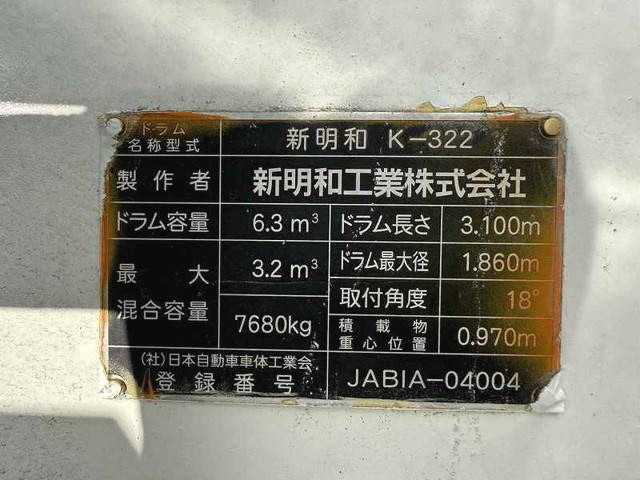 ドラム
名称型式 新明和 K-322
製作者 新明和工業株式会社
ドラム容量 6.3 m³ ドラム長さ 3.100m
最大 3.2 m³ ドラム最大径 1.860m
混合容量 7680kg 取付角度 18°
積載物
重心位置 0.970m
(社)日本自動車車体工業会
登録番号 JABIA-04004